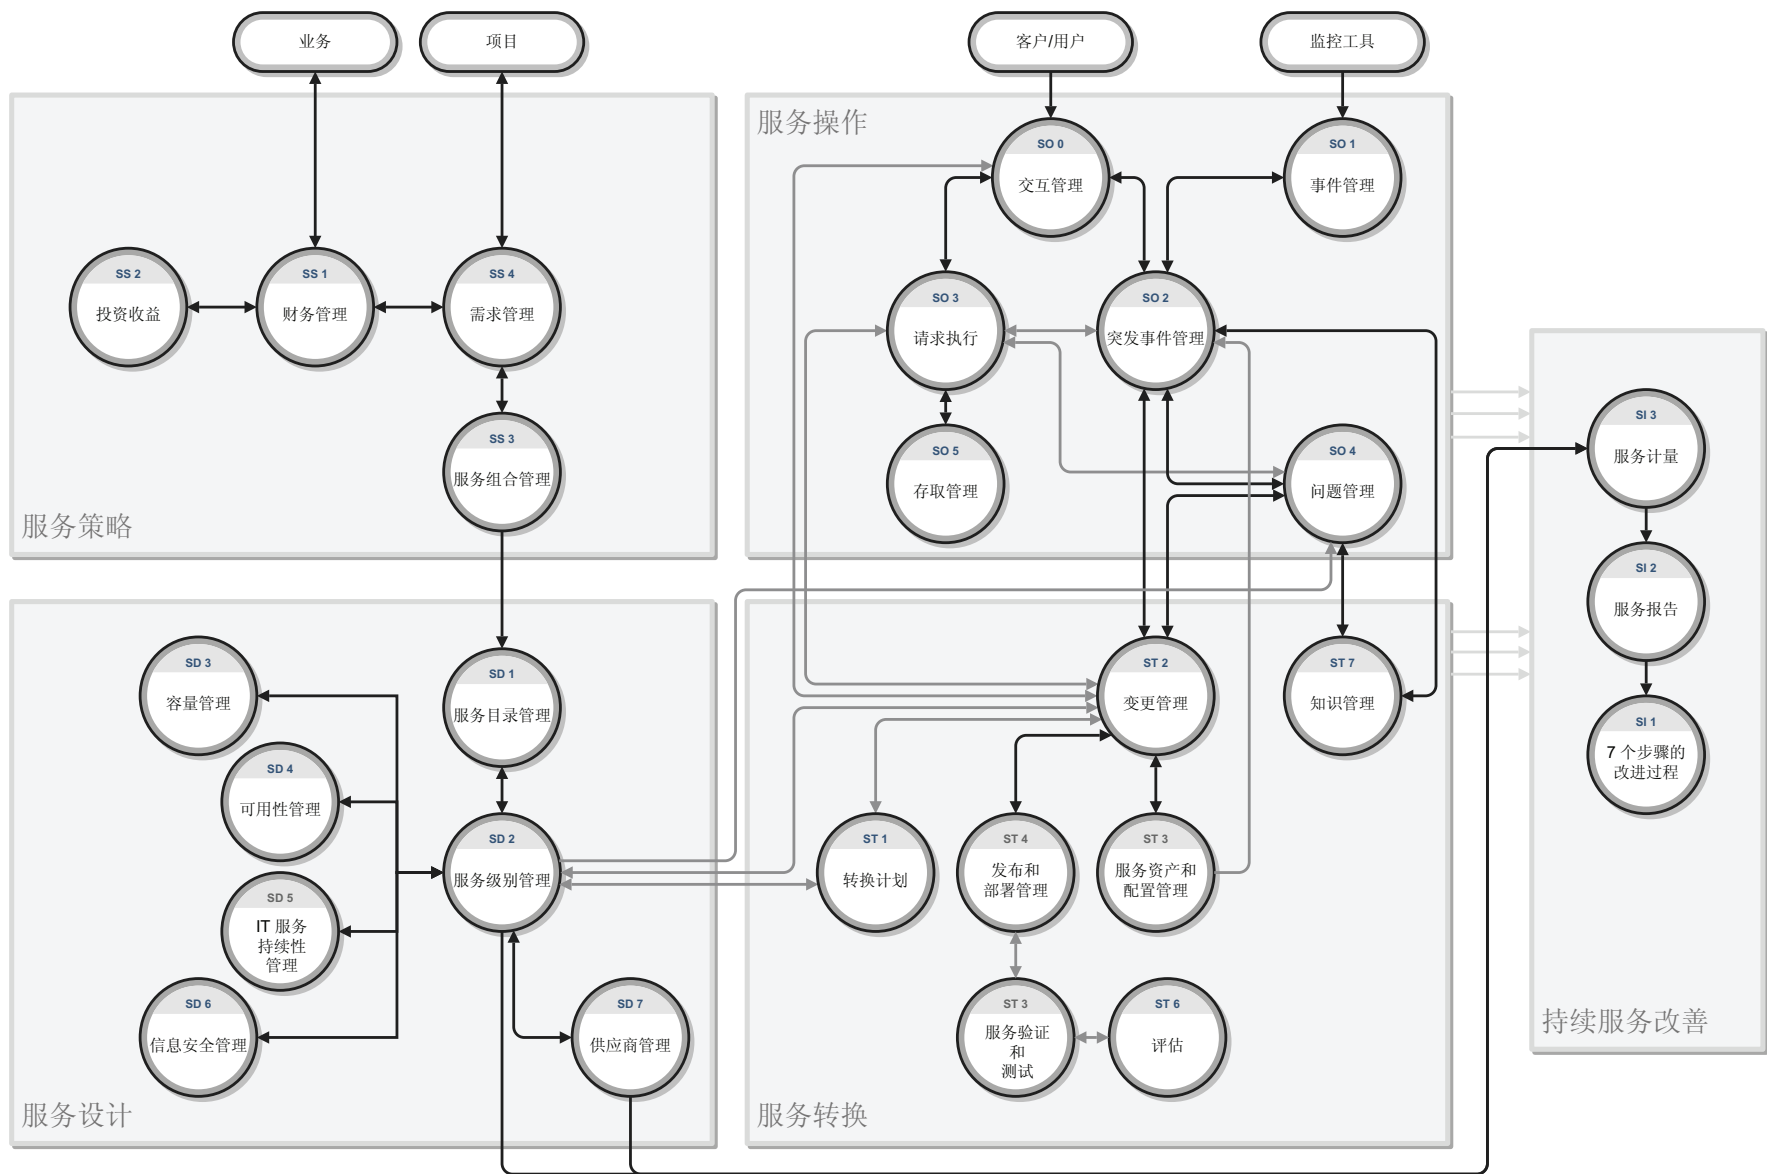 业务
项目
客户/用户
监控工具
服务操作
SO 0
交互管理
SO 1
事件管理
SS 2
投资收益
SS 1
财务管理
SS 4
需求管理
SO 3
请求执行
SO 2
突发事件管理
SS 3
服务组合管理
SO 5
存取管理
SO 4
问题管理
服务策略
SI 3
服务计量
SI 2
服务报告
SI 1
7 个步骤的
改进过程
持续服务改善
SD 3
容量管理
SD 1
服务目录管理
SD 4
可用性管理
SD 2
服务级别管理
SD 5
IT 服务
持续性
管理
SD 6
信息安全管理
SD 7
供应商管理
服务设计
ST 2
变更管理
ST 7
知识管理
ST 1
转换计划
ST 4
发布和
部署管理
ST 3
服务资产和
配置管理
ST 3
服务验证
和
测试
ST 6
评估
服务转换